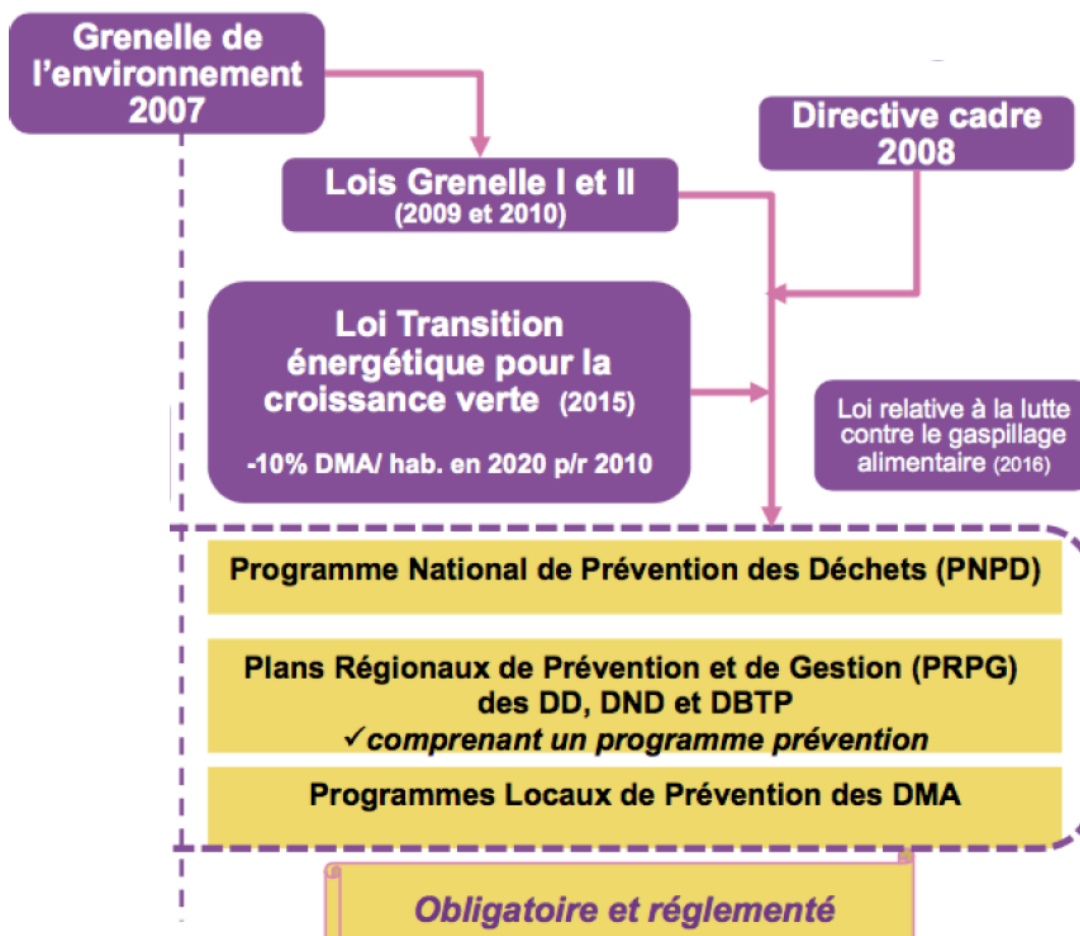 Grenelle de
l'environnement
2007
Directive cadre
2008
Lois Grenelle I et II
(2009 et 2010)
Loi Transition
énergétique pour la
croissance verte (2015)
-10% DMA/ hab. en 2020 p/r 2010
Loi relative à la lutte
contre le gaspillage
alimentaire (2016)
Programme National de Prévention des Déchets (PNPD)
Plans Régionaux de Prévention et de Gestion (PRPG)
des DD, DND et DBTP
✓comprenant un programme prévention
Programmes Locaux de Prévention des DMA
Obligatoire et réglementé